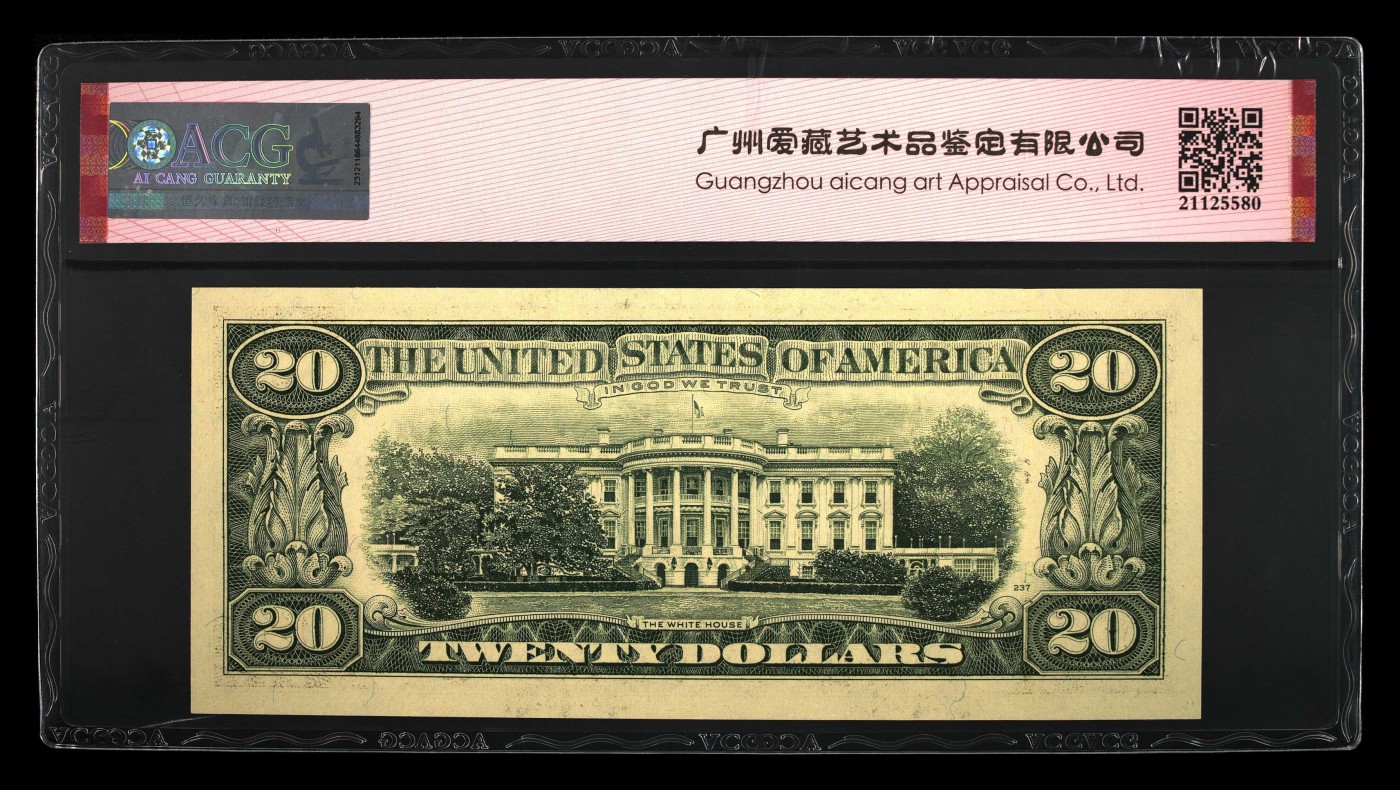 ACG
AI CANG GUARANTY
2312118644883294
广州爱藏艺术品鉴定有限公司
Guangzhou aicang art Appraisal Co., Ltd.
21125580
20 THE UNITED STATES OF AMERICA 20
IN GOD WE TRUST
237
20 THE WHITE HOUSE 20
TWENTY DOLLARS